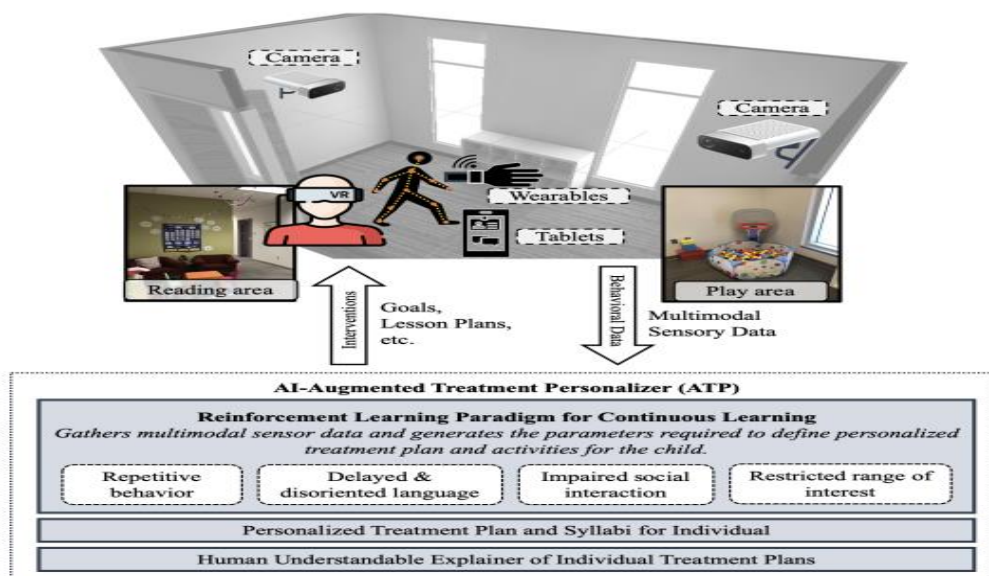 Camera
Camera
VR
Wearables
Tablets
Reading area
Play area
Interventions
Goals,
Lesson Plans,
etc.
Behavioral Data
Multimodal
Sensory Data
AI-Augmented Treatment Personalizer (ATP)
Reinforcement Learning Paradigm for Continuous Learning
Gathers multimodal sensor data and generates the parameters required to define personalized
treatment plan and activities for the child.
Repetitive
behavior
Delayed &
disoriented language
Impaired social
interaction
Restricted range of
interest
Personalized Treatment Plan and Syllabi for Individual
Human Understandable Explainer of Individual Treatment Plans